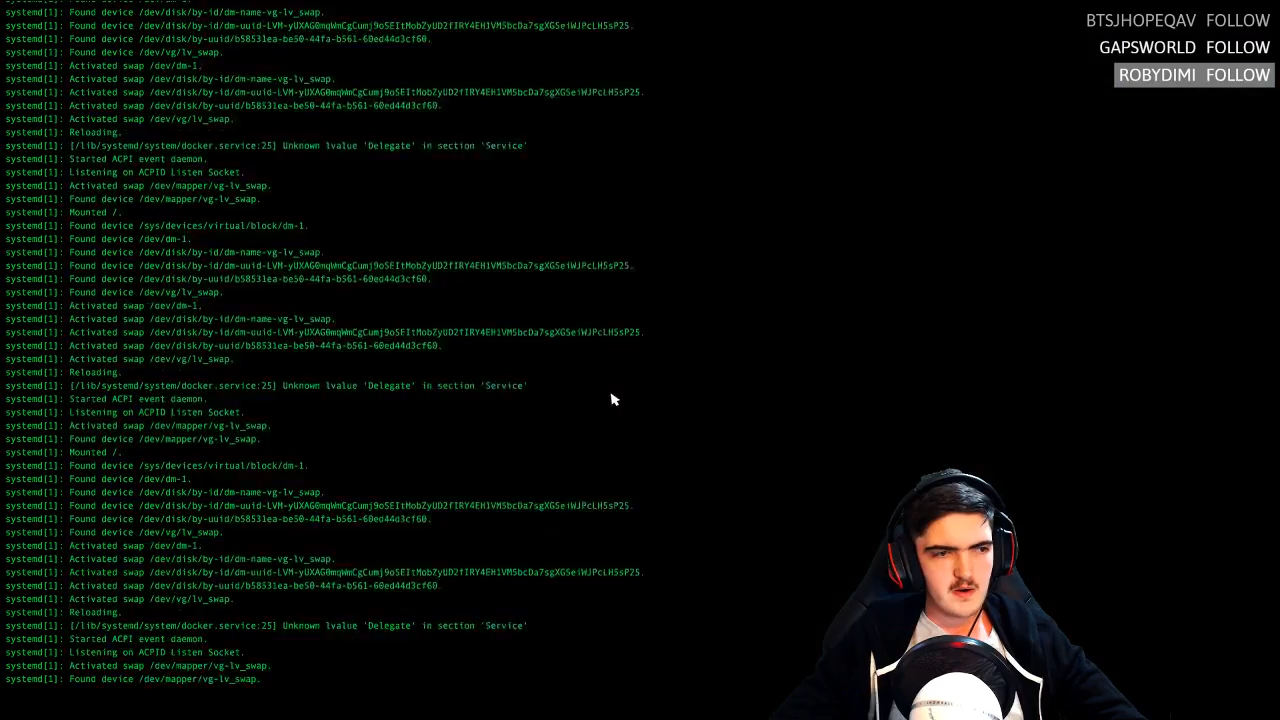 systemd[1]: Found device /dev/disk/by-id/dm-name-vg-lv_swap.
systemd[1]: Found device /dev/disk/by-id/dm-uuid-LVM-yUXAG0mqWmCgCumj9oSEItMobZyUD2fIRY4EH1VM5bcDa7sgXGSeiWJPcLH5sP25.
systemd[1]: Found device /dev/disk/by-uuid/b58531ea-be50-44fa-b561-60ed44d3cf60.
systemd[1]: Found device /dev/vg/lv_swap.
systemd[1]: Activated swap /dev/dm-1.
systemd[1]: Activated swap /dev/disk/by-id/dm-name-vg-lv_swap.
systemd[1]: Activated swap /dev/disk/by-id/dm-uuid-LVM-yUXAG0mqWmCgCumj9oSEItMobZyUD2fIRY4EH1VM5bcDa7sgXGSeiWJPcLH5sP25.
systemd[1]: Activated swap /dev/disk/by-uuid/b58531ea-be50-44fa-b561-60ed44d3cf60.
systemd[1]: Activated swap /dev/vg/lv_swap.
systemd[1]: Reloading.
systemd[1]: [/lib/systemd/system/docker.service:25] Unknown lvalue 'Delegate' in section 'Service'
systemd[1]: Started ACPI event daemon.
systemd[1]: Listening on ACPID Listen Socket.
systemd[1]: Activated swap /dev/mapper/vg-lv_swap.
systemd[1]: Found device /dev/mapper/vg-lv_swap.
systemd[1]: Mounted /.
systemd[1]: Found device /sys/devices/virtual/block/dm-1.
systemd[1]: Found device /dev/dm-1.
systemd[1]: Found device /dev/disk/by-id/dm-name-vg-lv_swap.
systemd[1]: Found device /dev/disk/by-id/dm-uuid-LVM-yUXAG0mqWmCgCumj9oSEItMobZyUD2fIRY4EH1VM5bcDa7sgXGSeiWJPcLH5sP25.
systemd[1]: Found device /dev/disk/by-uuid/b58531ea-be50-44fa-b561-60ed44d3cf60.
systemd[1]: Found device /dev/vg/lv_swap.
systemd[1]: Activated swap /dev/dm-1.
systemd[1]: Activated swap /dev/disk/by-id/dm-name-vg-lv_swap.
systemd[1]: Activated swap /dev/disk/by-id/dm-uuid-LVM-yUXAG0mqWmCgCumj9oSEItMobZyUD2fIRY4EH1VM5bcDa7sgXGSeiWJPcLH5sP25.
systemd[1]: Activated swap /dev/disk/by-uuid/b58531ea-be50-44fa-b561-60ed44d3cf60.
systemd[1]: Activated swap /dev/vg/lv_swap.
systemd[1]: Reloading.
systemd[1]: [/lib/systemd/system/docker.service:25] Unknown lvalue 'Delegate' in section 'Service'
systemd[1]: Started ACPI event daemon.
systemd[1]: Listening on ACPID Listen Socket.
systemd[1]: Activated swap /dev/mapper/vg-lv_swap.
systemd[1]: Found device /dev/mapper/vg-lv_swap.
systemd[1]: Mounted /.
systemd[1]: Found device /sys/devices/virtual/block/dm-1.
systemd[1]: Found device /dev/dm-1.
systemd[1]: Found device /dev/disk/by-id/dm-name-vg-lv_swap.
systemd[1]: Found device /dev/disk/by-id/dm-uuid-LVM-yUXAG0mqWmCgCumj9oSEItMobZyUD2fIRY4EH1VM5bcDa7sgXGSeiWJPcLH5sP25.
systemd[1]: Found device /dev/disk/by-uuid/b58531ea-be50-44fa-b561-60ed44d3cf60.
systemd[1]: Found device /dev/vg/lv_swap.
systemd[1]: Activated swap /dev/dm-1.
systemd[1]: Activated swap /dev/disk/by-id/dm-name-vg-lv_swap.
systemd[1]: Activated swap /dev/disk/by-id/dm-uuid-LVM-yUXAG0mqWmCgCumj9oSEItMobZyUD2fIRY4EH1VM5bcDa7sgXGSeiWJPcLH5sP25.
systemd[1]: Activated swap /dev/disk/by-uuid/b58531ea-be50-44fa-b561-60ed44d3cf60.
systemd[1]: Activated swap /dev/vg/lv_swap.
systemd[1]: Reloading.
systemd[1]: [/lib/systemd/system/docker.service:25] Unknown lvalue 'Delegate' in section 'Service'
systemd[1]: Started ACPI event daemon.
systemd[1]: Listening on ACPID Listen Socket.
systemd[1]: Activated swap /dev/mapper/vg-lv_swap.
systemd[1]: Found device /dev/mapper/vg-lv_swap.
BTSJHOPEQAV FOLLOW
GAPSWORLD FOLLOW
ROBYDIMI FOLLOW